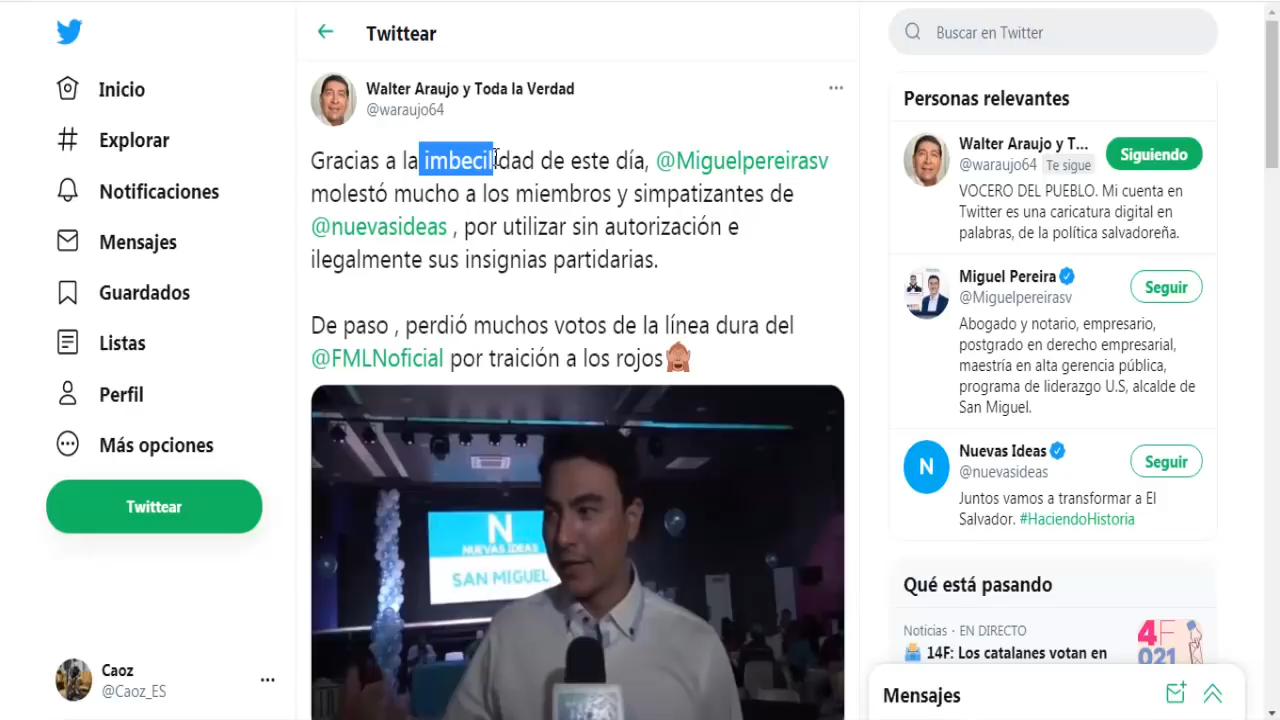 Inicio
Explorar
Notificaciones
Mensajes
Guardados
Listas
Perfil
Más opciones
Twittear
Caoz
@Caoz_ES
Twittear
Walter Araujo y Toda la Verdad
@waraujo64
Gracias a la imbecilidad de este día, @Miguelpereirasv
molestó mucho a los miembros y simpatizantes de
@nuevasideas , por utilizar sin autorización e
ilegalmente sus insignias partidarias.
De paso , perdió muchos votos de la línea dura del
@FMLNoficial por traición a los rojos🙈
N
NUEVAS IDEAS
SAN MIGUEL
Buscar en Twitter
Personas relevantes
Walter Araujo y T...
@waraujo64 Te sigue
Siguiendo
VOCERO DEL PUEBLO. Mi cuenta en
Twitter es una caricatura digital en
palabras, de la política salvadoreña.
Miguel Pereira
@Miguelpereirasv
Seguir
Abogado y notario, empresario,
postgrado en derecho empresarial,
maestría en alta gerencia pública,
programa de liderazgo U.S, alcalde de
San Miguel.
N
Nuevas Ideas
@nuevasideas
Seguir
Juntos vamos a transformar a El
Salvador. #HaciendoHistoria
Qué está pasando
Noticias · EN DIRECTO
14F: Los catalanes votan en
4F
021
Mensajes